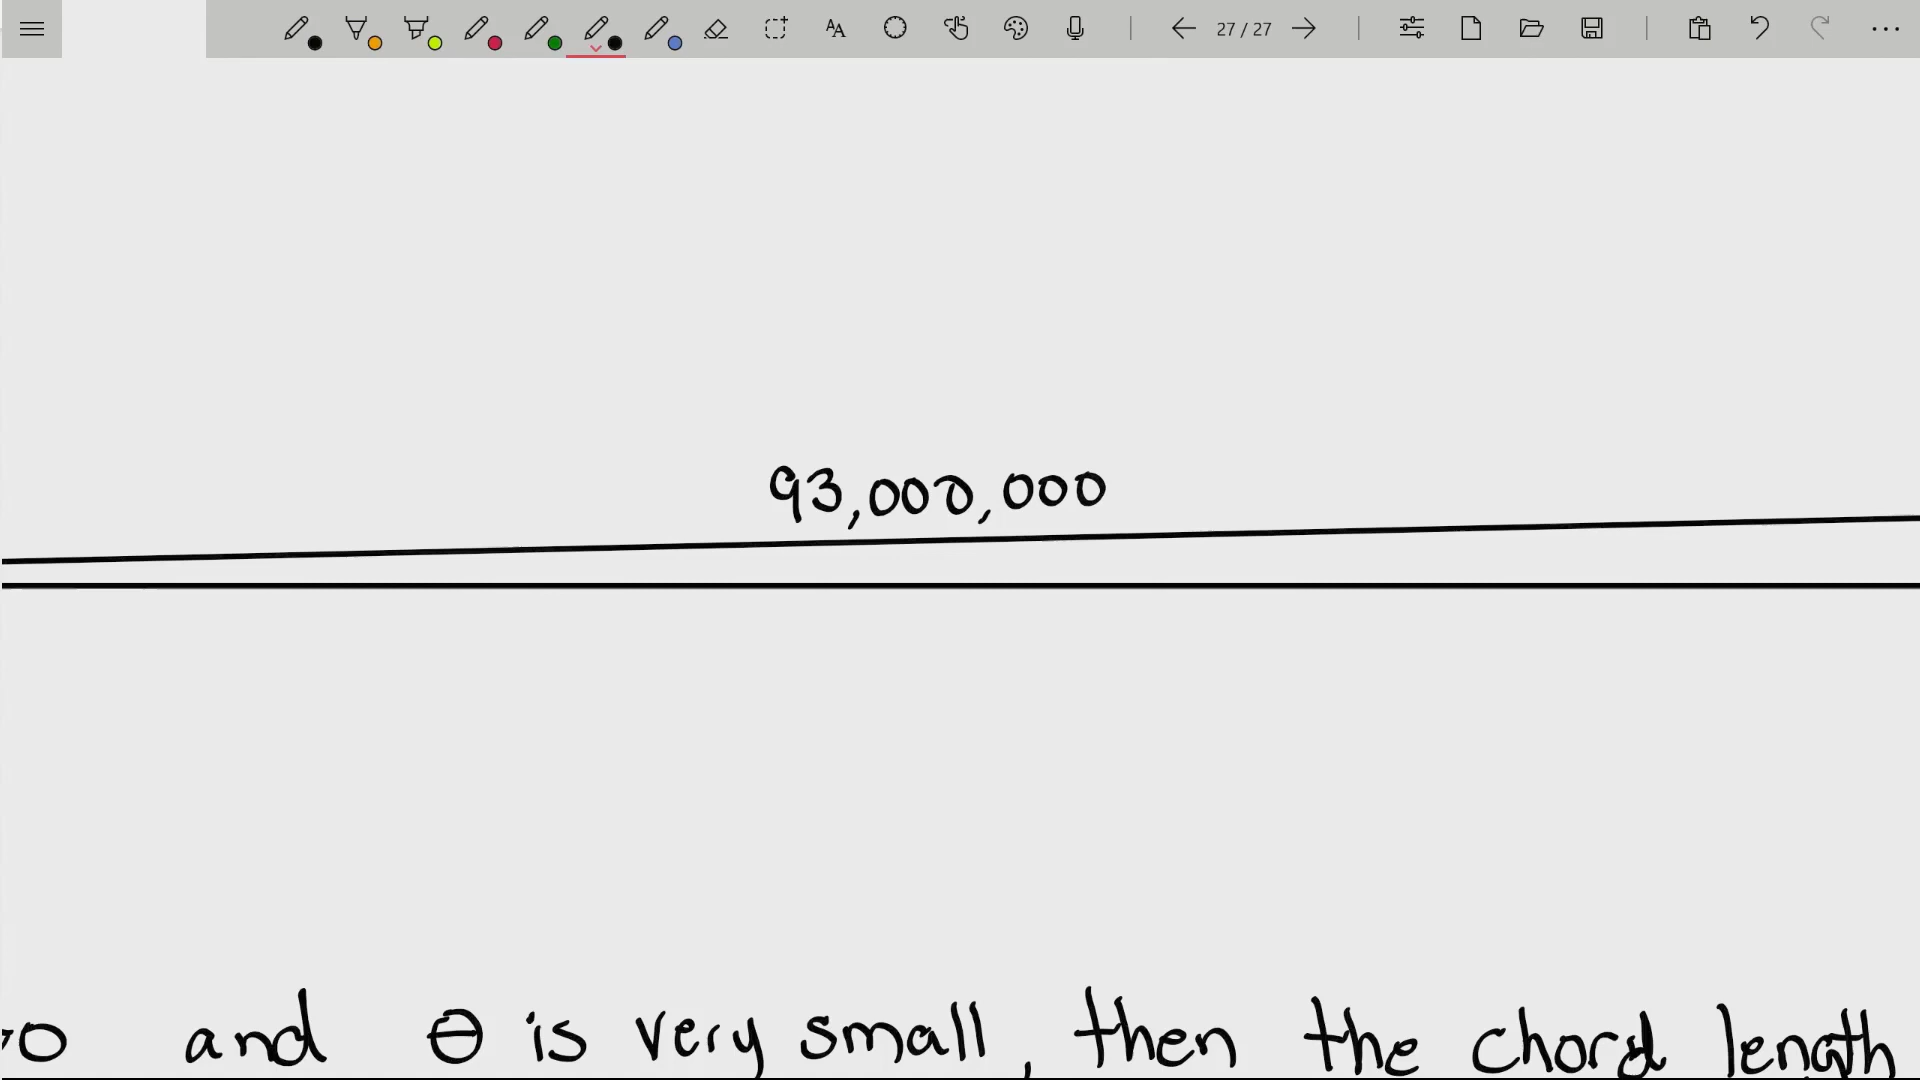 27 / 27
93,000,000
and θ is very small, then the chord length